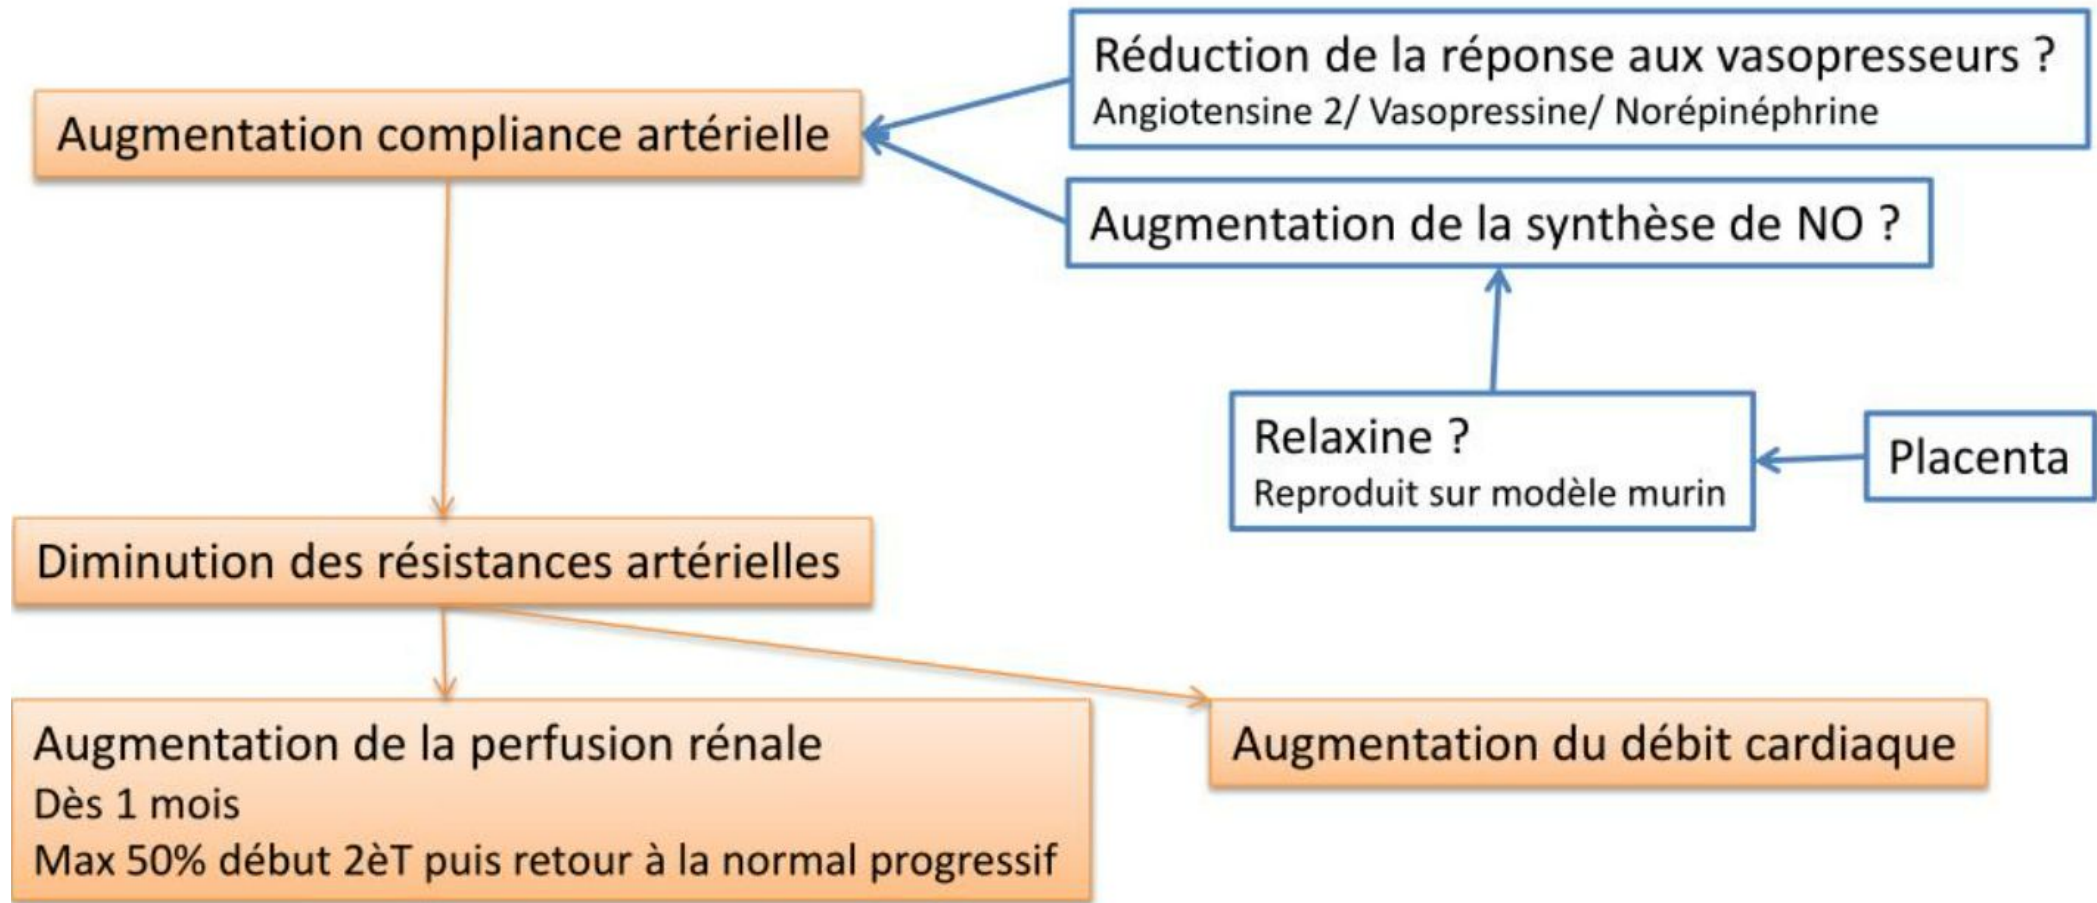 Réduction de la réponse aux vasopresseurs ?
Angiotensine 2/ Vasopressine/ Norépinéphrine
Augmentation compliance artérielle
Augmentation de la synthèse de NO ?
Relaxine ?
Reproduit sur modèle murin
Placenta
Diminution des résistances artérielles
Augmentation de la perfusion rénale
Dès 1 mois
Max 50% début 2èT puis retour à la normal progressif
Augmentation du débit cardiaque